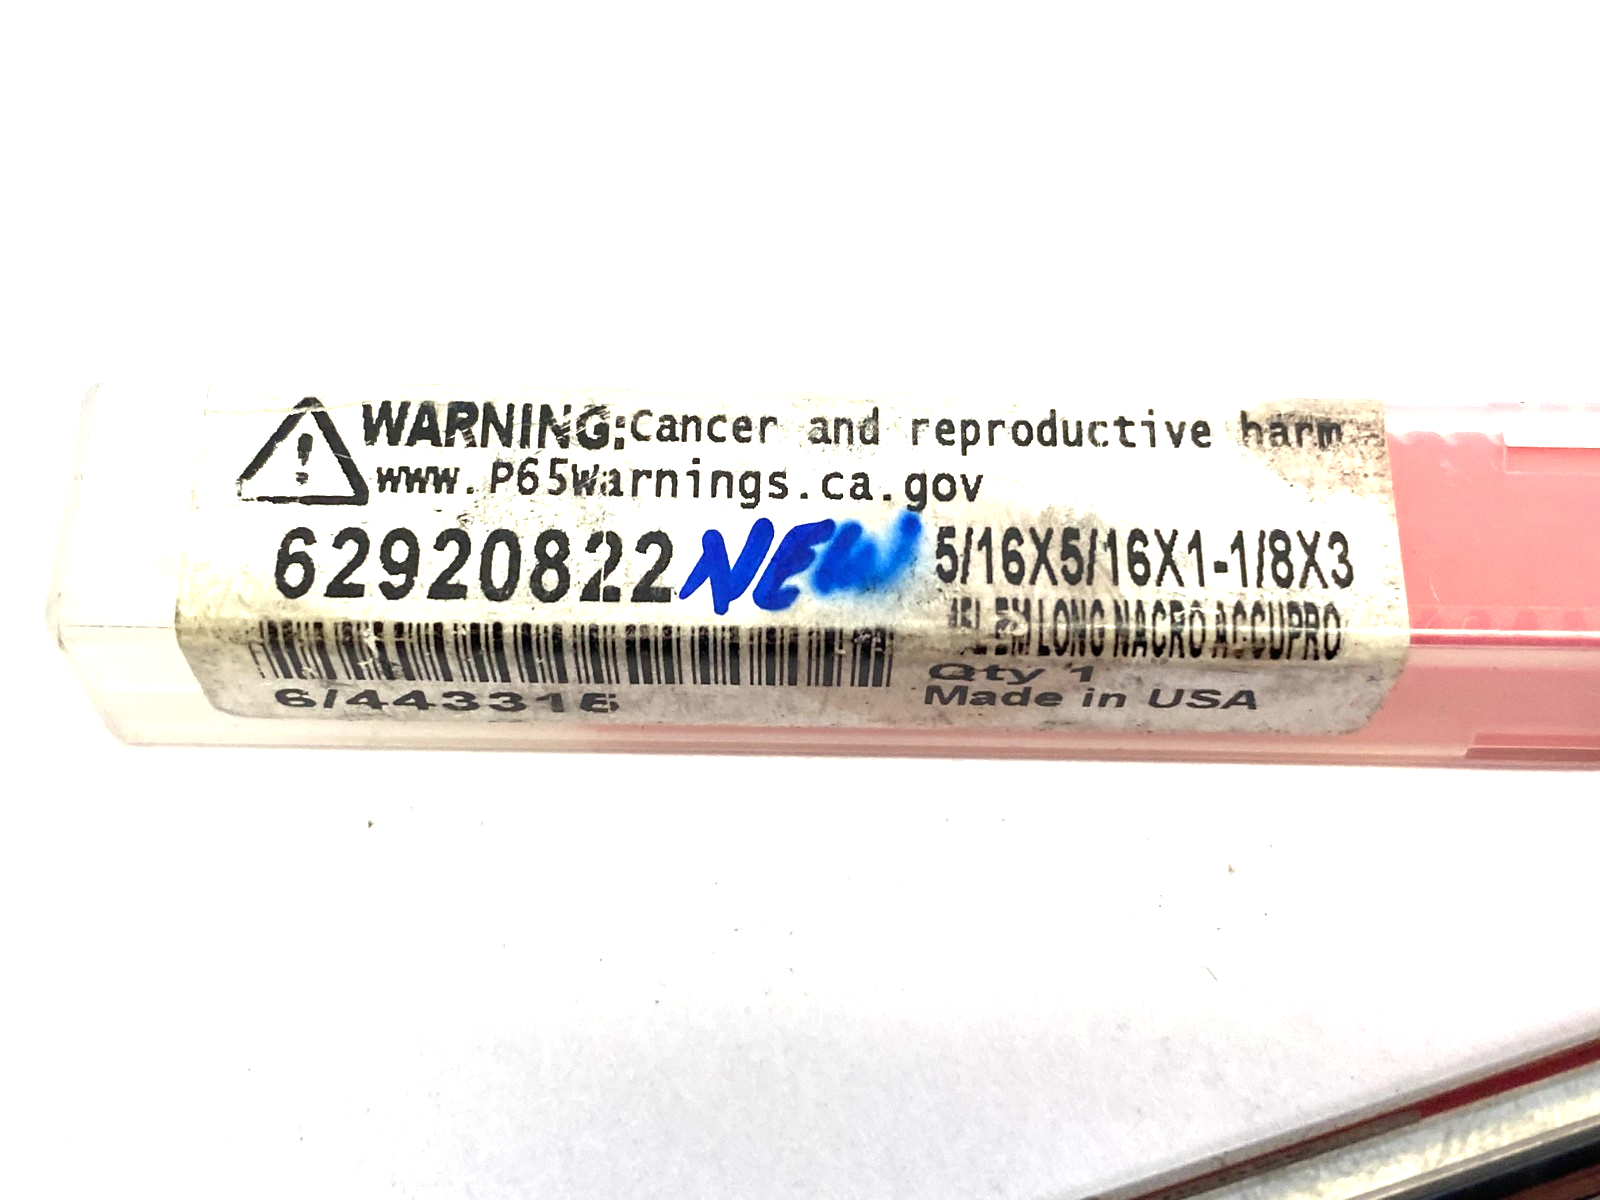 WARNING:Cancer and reproductive harm
www.P65Warnings.ca.gov
62920822 NEW 5/16X5/16X1-1/8X3
EM LONG NACRO ACCUPRO
Qty 1
Made in USA